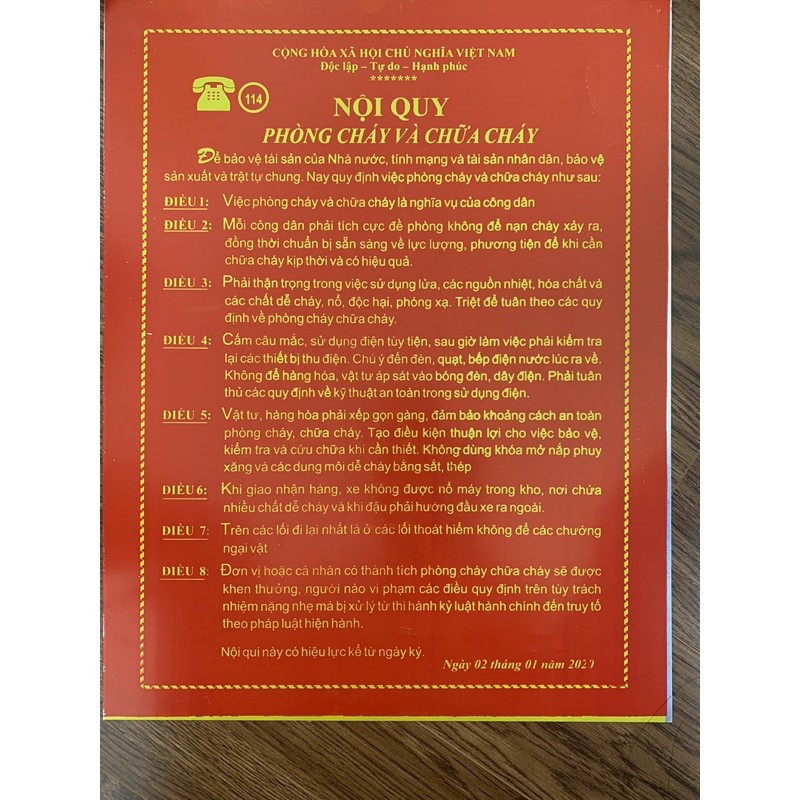 CỘNG HÒA XÃ HỘI CHỦ NGHĨA VIỆT NAM
Độc lập – Tự do – Hạnh phúc
*******
114
NỘI QUY
PHÒNG CHÁY VÀ CHỮA CHÁY
Để bảo vệ tài sản của Nhà nước, tính mạng và tài sản nhân dân, bảo vệ
sản xuất và trật tự chung. Nay quy định việc phòng cháy và chữa cháy như sau:
ĐIỀU 1: Việc phòng cháy và chữa cháy là nghĩa vụ của công dân
ĐIỀU 2: Mỗi công dân phải tích cực đề phòng không để nạn cháy xảy ra,
đồng thời chuẩn bị sẵn sàng về lực lượng, phương tiện để khi cần
chữa cháy kịp thời và có hiệu quả.
ĐIỀU 3: Phải thận trọng trong việc sử dụng lửa, các nguồn nhiệt, hóa chất và
các chất dễ cháy, nổ, độc hại, phóng xạ. Triệt để tuân theo các quy
định về phòng cháy chữa cháy.
ĐIỀU 4: Cấm câu mắc, sử dụng điện tùy tiện, sau giờ làm việc phải kiểm tra
lại các thiết bị thu điện. Chú ý đến đèn, quạt, bếp điện nước lúc ra về.
Không để hàng hóa, vật tư áp sát vào bóng đèn, dây điện. Phải tuân
thủ các quy định về kỹ thuật an toàn trong sử dụng điện.
ĐIỀU 5: Vật tư, hàng hóa phải xếp gọn gàng, đảm bảo khoảng cách an toàn
phòng cháy, chữa cháy. Tạo điều kiện thuận lợi cho việc bảo vệ,
kiểm tra và cứu chữa khi cần thiết. Không dùng khóa mở nắp phuy
xăng và các dung môi dễ cháy bằng sắt, thép
ĐIỀU 6: Khi giao nhận hàng, xe không được nổ máy trong kho, nơi chứa
nhiều chất dễ cháy và khi đậu phải hướng đầu xe ra ngoài.
ĐIỀU 7: Trên các lối đi lại nhất là ở các lối thoát hiểm không để các chướng
ngại vật
ĐIỀU 8: Đơn vị hoặc cá nhân có thành tích phòng cháy chữa cháy sẽ được
khen thưởng, người nào vi phạm các điều quy định trên tùy trách
nhiệm nặng nhẹ mà bị xử lý từ thi hành kỷ luật hành chính đến truy tố
theo pháp luật hiện hành.
Nội qui này có hiệu lực kể từ ngày ký.
Ngày 02 tháng 01 năm 2020